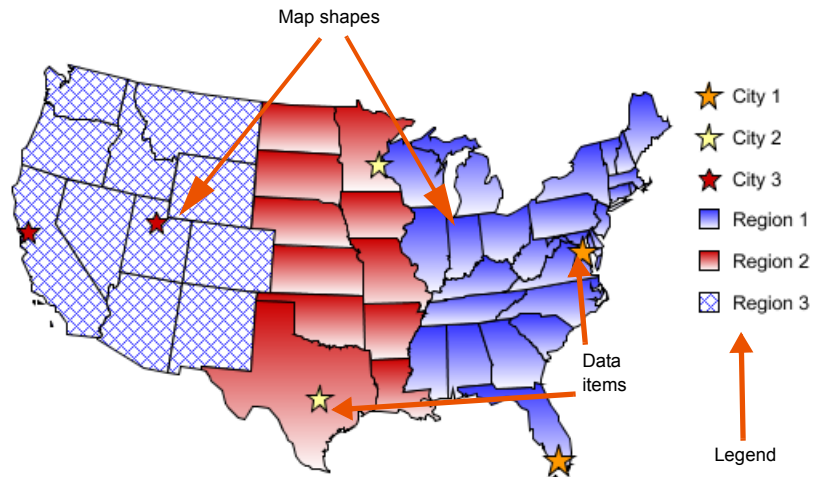 Map shapes
City 1
City 2
City 3
Region 1
Region 2
Region 3
Data
items
Legend